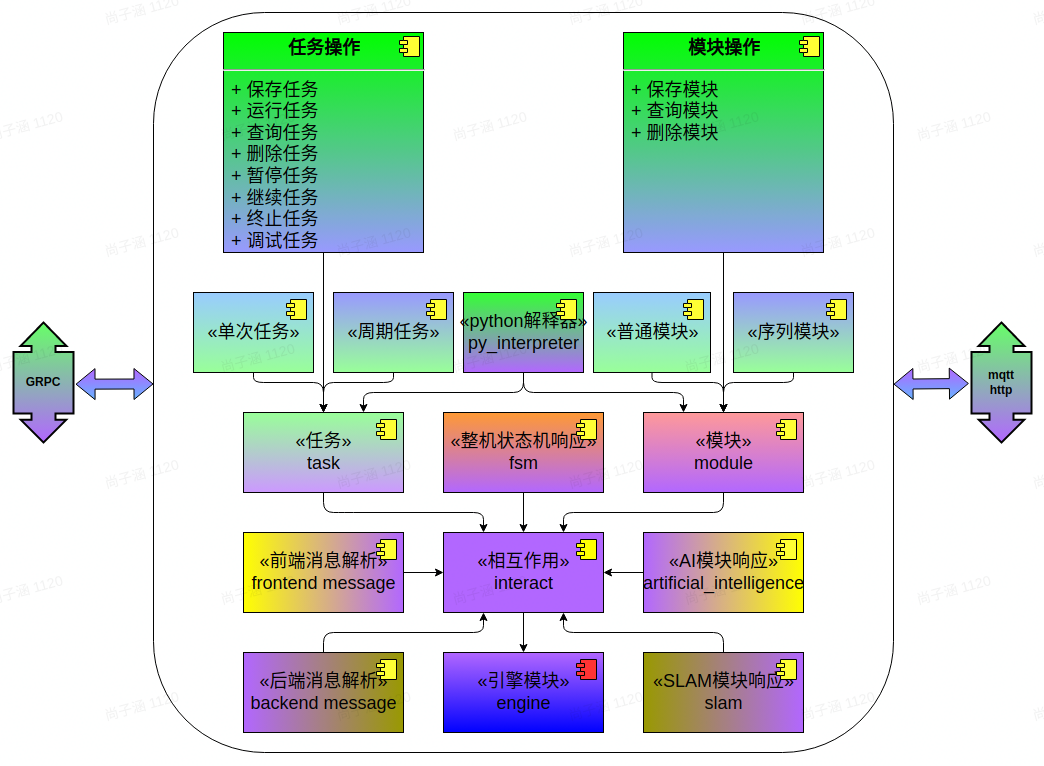 任务操作
+ 保存任务
+ 运行任务
+ 查询任务
+ 删除任务
+ 暂停任务
+ 继续任务
+ 终止任务
+ 调试任务
模块操作
+ 保存模块
+ 查询模块
+ 删除模块
«单次任务»
«周期任务»
«python解释器»
py_interpreter
«普通模块»
«序列模块»
GRPC
mqtt
http
«任务»
task
«整机状态机响应»
fsm
«模块»
module
«前端消息解析»
frontend message
«相互作用»
interact
«AI模块响应»
artificial_intelligence
«后端消息解析»
backend message
«引擎模块»
engine
«SLAM模块响应»
slam
尚子涵 1120